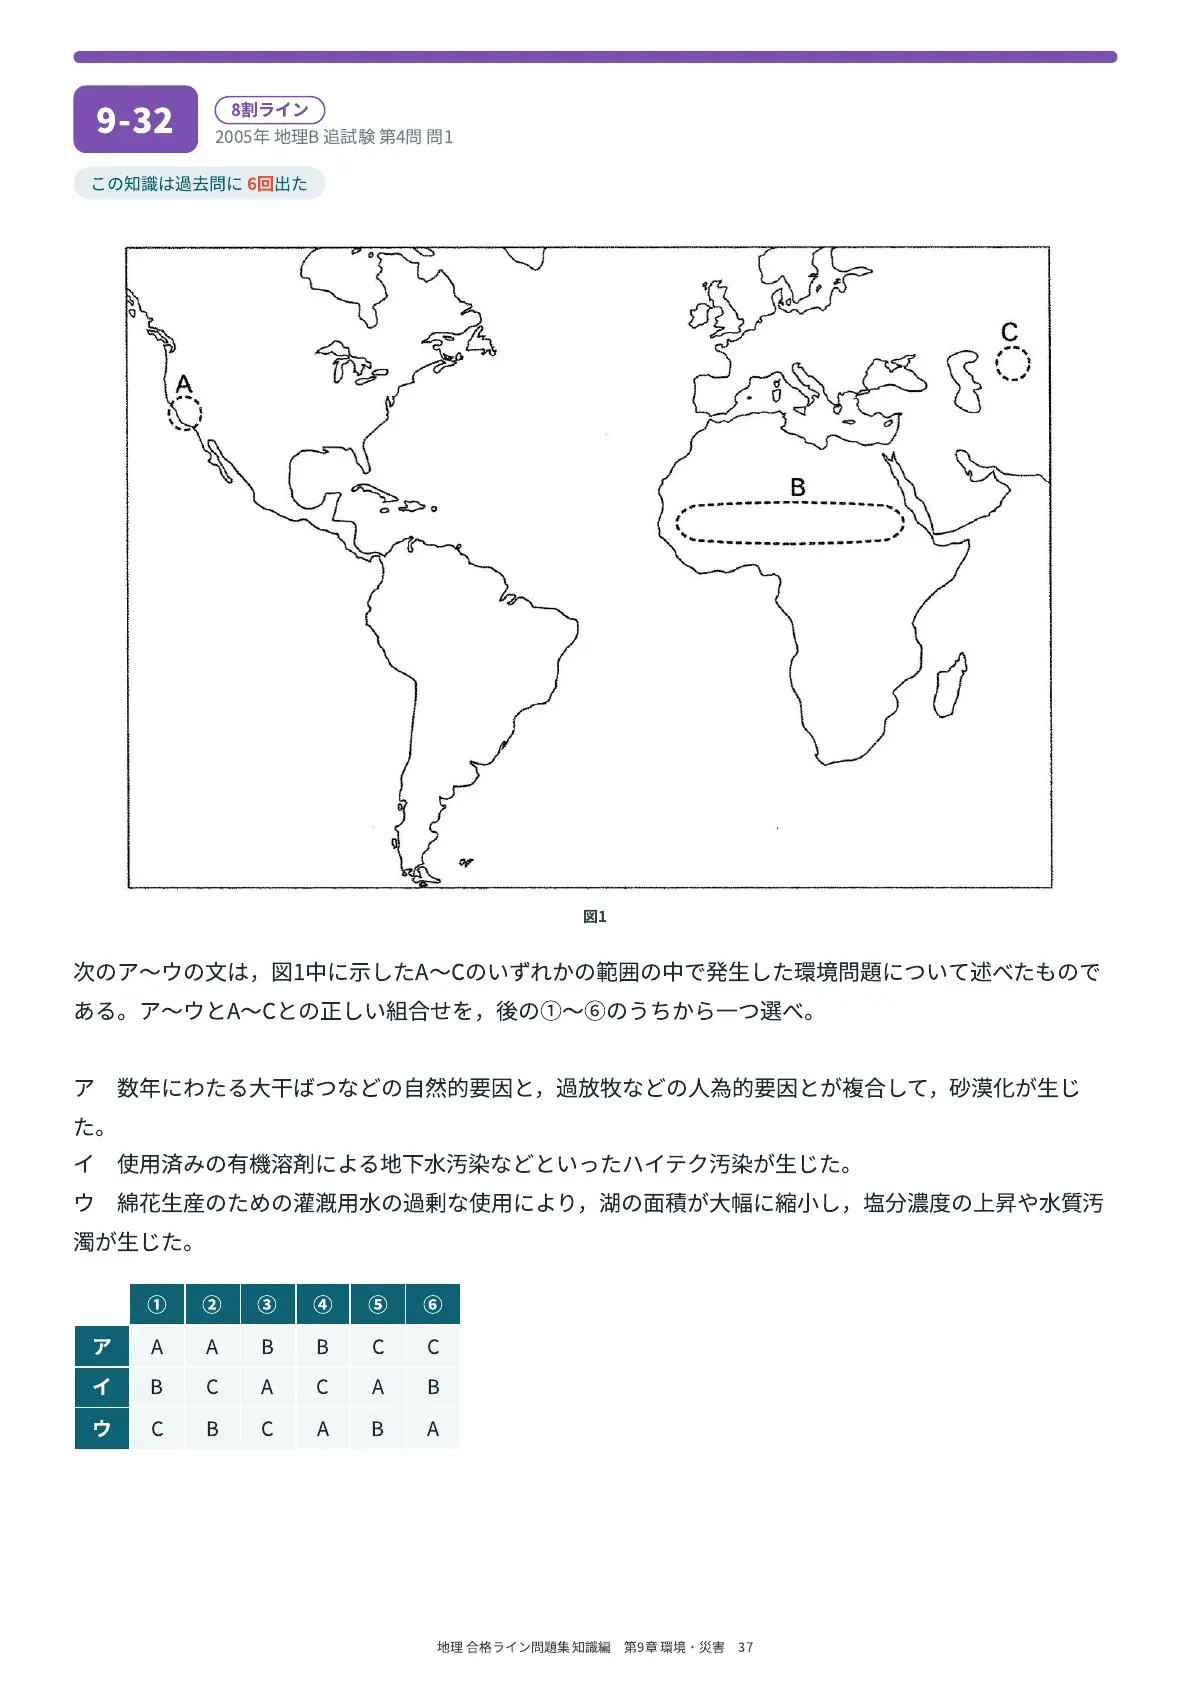 9-32
8割ライン
2005年 地理B 追試験 第4問 問1
この知識は過去問に 6回出た
A
B
C
図1
次のア～ウの文は，図1中に示したA～Cのいずれかの範囲の中で発生した環境問題について述べたもので
ある。ア～ウとA～Cとの正しい組合せを，後の①～⑥のうちから一つ選べ。
ア　数年にわたる大干ばつなどの自然的要因と，過放牧などの人為的要因とが複合して，砂漠化が生じ
た。
イ　使用済みの有機溶剤による地下水汚染などといったハイテク汚染が生じた。
ウ　綿花生産のための灌漑用水の過剰な使用により，湖の面積が大幅に縮小し，塩分濃度の上昇や水質汚
濁が生じた。
① ② ③ ④ ⑤ ⑥
ア A A B B C C
イ B C A C A B
ウ C B C A B A
地理 合格ライン問題集 知識編　第9章 環境・災害　37